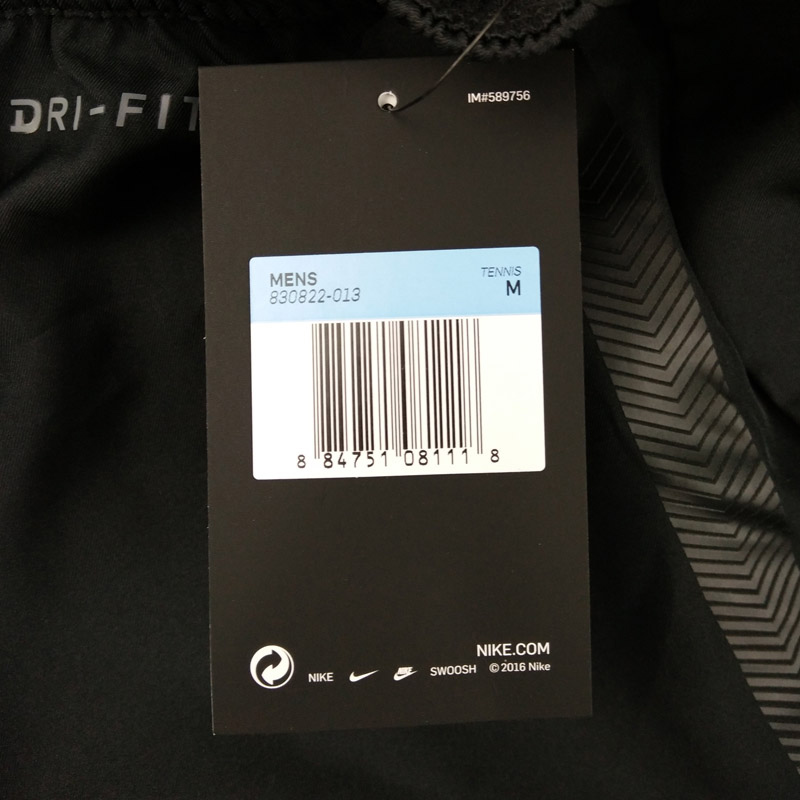 DRI-FIT
IM#589756
MENS
830822-013
TENNIS
M
8 84751 08111 8
NIKE.COM
NIKE SWOOSH © 2016 Nike